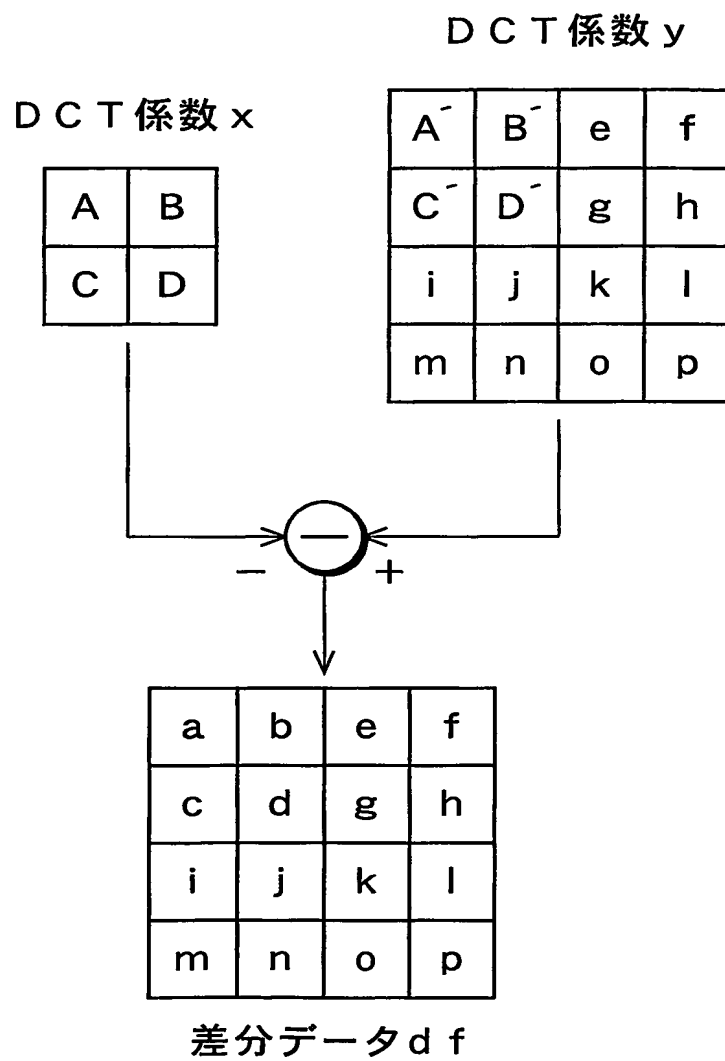 DCT係数y
DCT係数x
A´ B´ e f
C´ D´ g h
i j k l
m n o p
A B
C D
−
− +
a b e f
c d g h
i j k l
m n o p
差分データdf